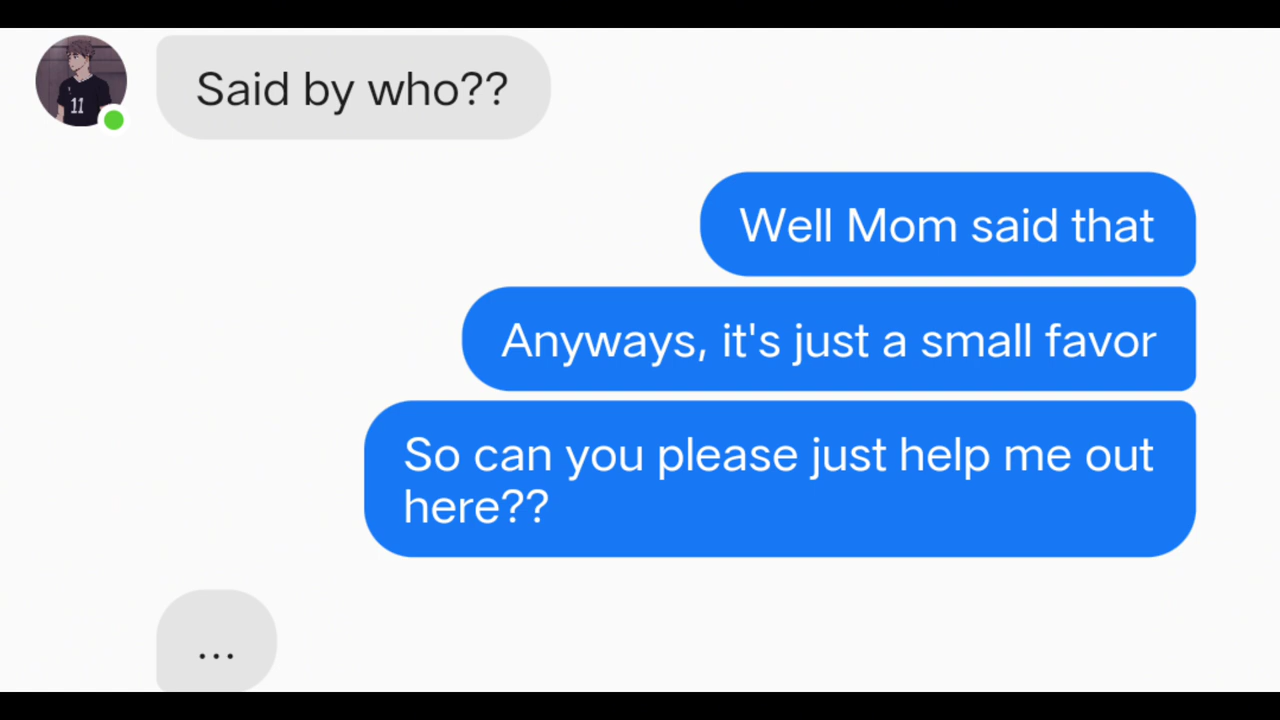 11
Said by who??
Well Mom said that
Anyways, it's just a small favor
So can you please just help me out
here??
...